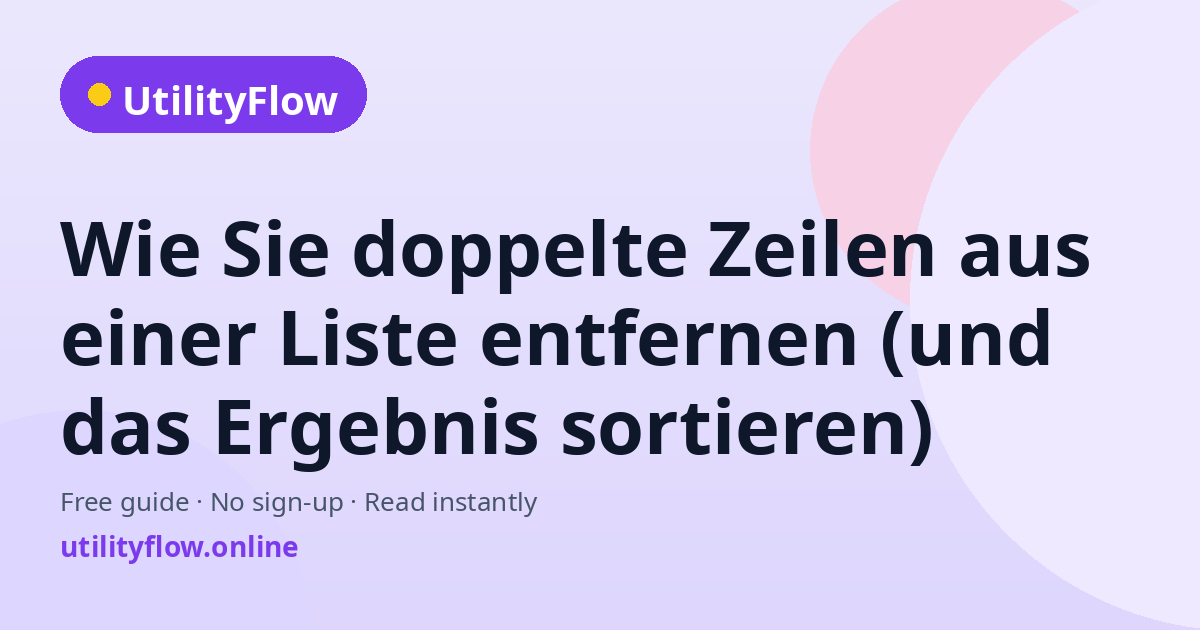 UtilityFlow
Wie Sie doppelte Zeilen aus
einer Liste entfernen (und
das Ergebnis sortieren)
Free guide · No sign-up · Read instantly
utilityflow.online